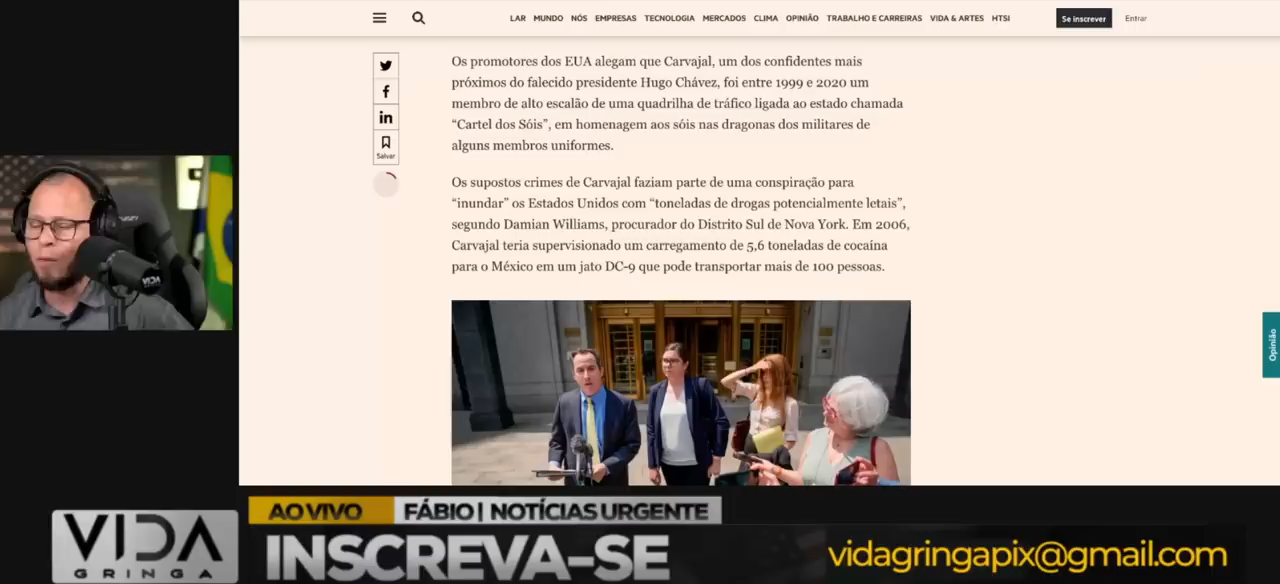 LAR MUNDO NÓS EMPRESAS TECNOLOGIA MERCADOS CLIMA OPINIÃO TRABALHO E CARREIRAS VIDA & ARTES HTSI
Se inscrever
Entrar
Os promotores dos EUA alegam que Carvajal, um dos confidentes mais
próximos do falecido presidente Hugo Chávez, foi entre 1999 e 2020 um
membro de alto escalão de uma quadrilha de tráfico ligada ao estado chamada
“Cartel dos Sóis”, em homenagem aos sóis nas dragonas dos militares de
alguns membros uniformes.
Salvar
Os supostos crimes de Carvajal faziam parte de uma conspiração para
“inundar” os Estados Unidos com “toneladas de drogas potencialmente letais”,
segundo Damian Williams, procurador do Distrito Sul de Nova York. Em 2006,
Carvajal teria supervisionado um carregamento de 5,6 toneladas de cocaína
para o México em um jato DC-9 que pode transportar mais de 100 pessoas.
Opinião
VIDA
AO VIVO
FÁBIO | NOTÍCIAS URGENTE
VIDA
GRINGA
INSCREVA-SE
vidagringapix@gmail.com